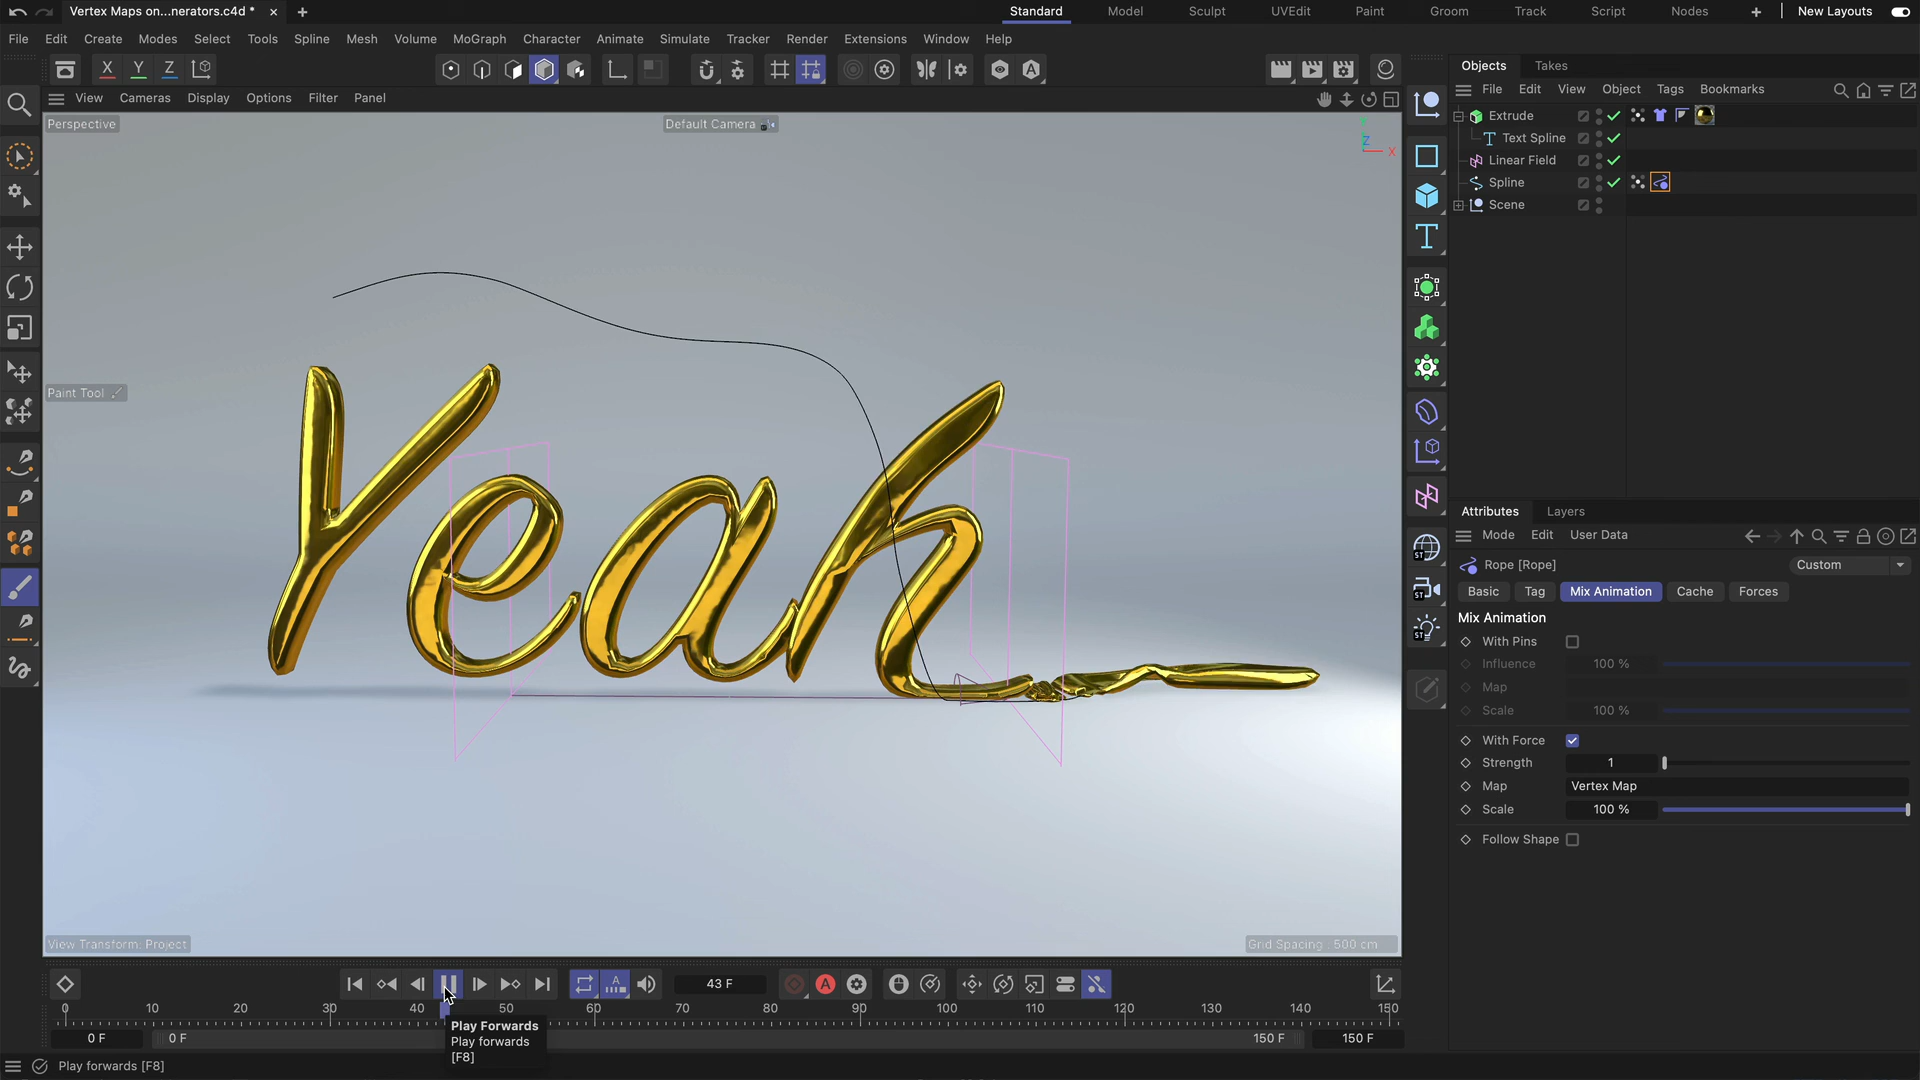 Vertex Maps on...nerators.c4d *
Standard Model Sculpt UVEdit Paint Groom Track Script Nodes New Layouts
File Edit Create Modes Select Tools Spline Mesh Volume MoGraph Character Animate Simulate Tracker Render Extensions Window Help
X Y Z
View Cameras Display Options Filter Panel
Perspective
Default Camera
Z X
Paint Tool
Yeah
View Transform: Project
Grid Spacing : 500 cm
Objects Takes
File Edit View Object Tags Bookmarks
Extrude
Text Spline
Linear Field
Spline
Scene
ST
ST
ST
Attributes Layers
Mode Edit User Data
Rope [Rope] Custom
Basic Tag Mix Animation Cache Forces
Mix Animation
With Pins
Influence 100 %
Map
Scale 100 %
With Force
Strength 1
Map Vertex Map
Scale 100 %
Follow Shape
43 F A
0 10 20 30 40 50 60 70 80 90 100 110 120 130 140 150
0 F 0 F 150 F 150 F
Play Forwards
Play forwards
[F8]
Play forwards [F8]